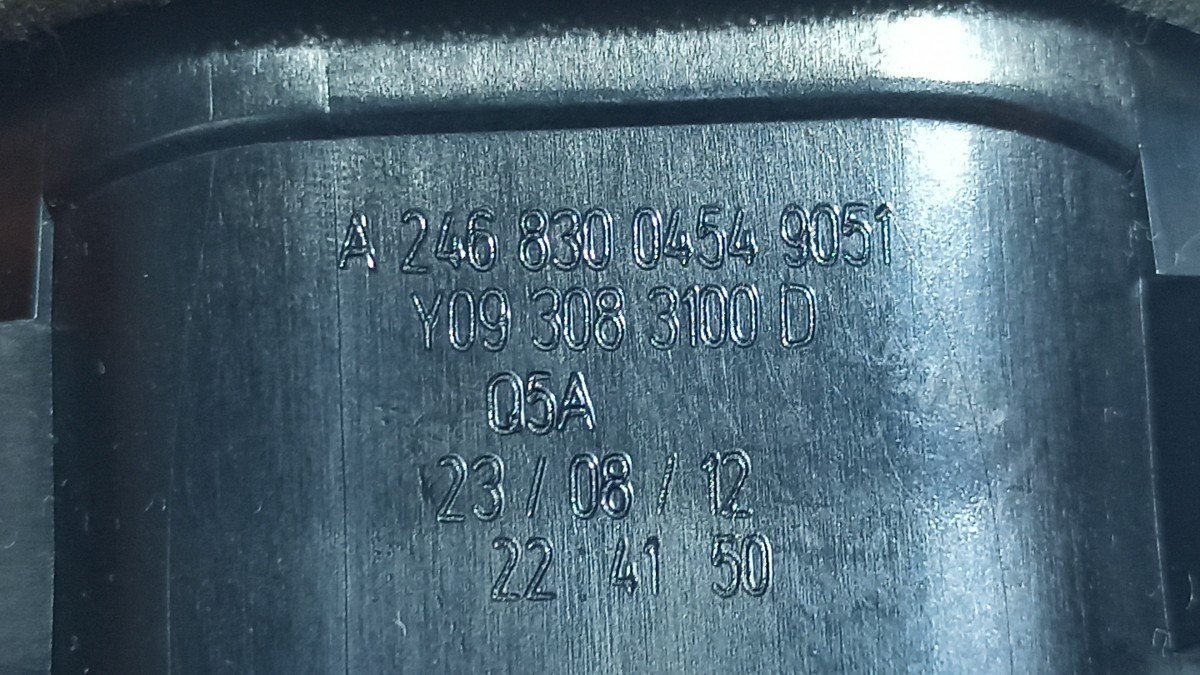 A 246 830 0454 9051
Y09 308 3100 D
Q5A
23 / 08 / 12
22 : 41 50